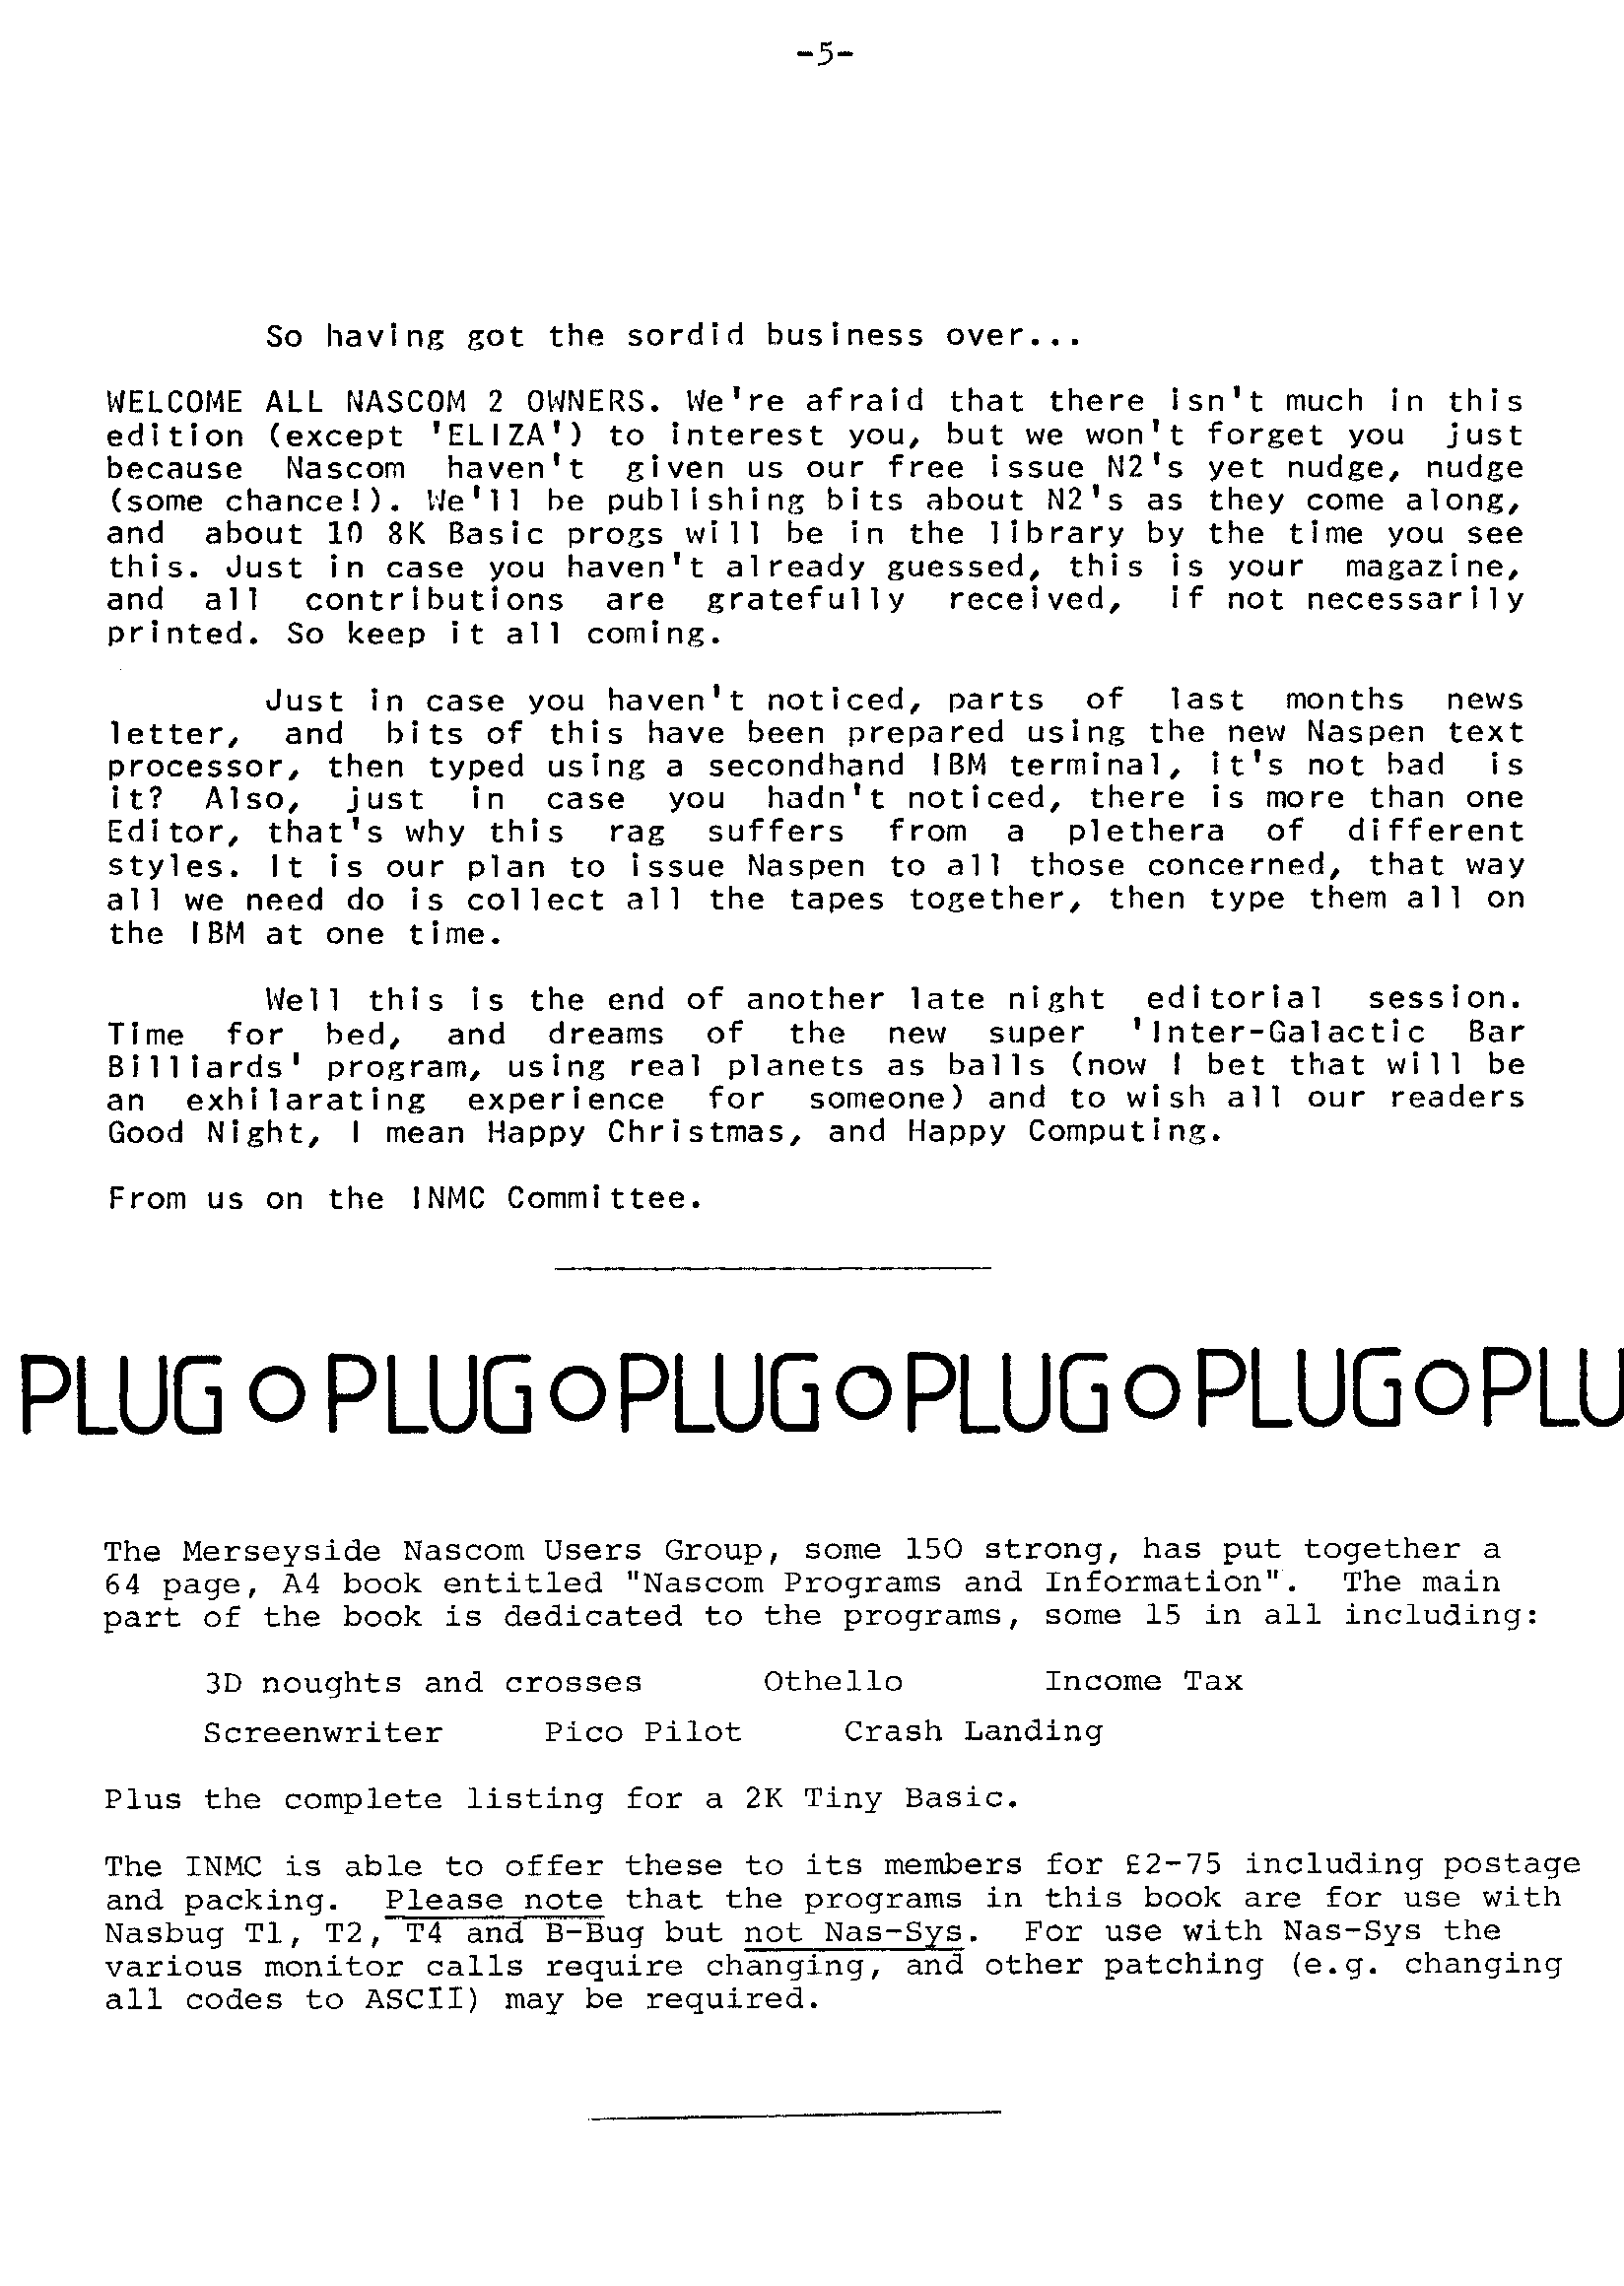 -5-
So having got the sordid business over...
WELCOME ALL NASCOM 2 OWNERS. We're afraid that there isn't much in this
edition (except 'ELIZA') to interest you, but we won't forget you just
because Nascom haven't given us our free issue N2's yet nudge, nudge
(some chance!). We'll be publishing bits about N2's as they come along,
and about 10 8K Basic progs will be in the library by the time you see
this. Just in case you haven't already guessed, this is your magazine,
and all contributions are gratefully received, if not necessarily
printed. So keep it all coming.
Just in case you haven't noticed, parts of last months news
letter, and bits of this have been prepared using the new Naspen text
processor, then typed using a secondhand IBM terminal, it's not bad is
it? Also, just in case you hadn't noticed, there is more than one
Editor, that's why this rag suffers from a plethera of different
styles. It is our plan to issue Naspen to all those concerned, that way
all we need do is collect all the tapes together, then type them all on
the IBM at one time.
Well this is the end of another late night editorial session.
Time for bed, and dreams of the new super 'Inter-Galactic Bar
Billiards' program, using real planets as balls (now I bet that will be
an exhilarating experience for someone) and to wish all our readers
Good Night, I mean Happy Christmas, and Happy Computing.
From us on the INMC Committee.
PLUG o PLUG o PLUG o PLUG o PLUG o PLU
The Merseyside Nascom Users Group, some 150 strong, has put together a
64 page, A4 book entitled "Nascom Programs and Information". The main
part of the book is dedicated to the programs, some 15 in all including:
3D noughts and crosses Othello Income Tax
Screenwriter Pico Pilot Crash Landing
Plus the complete listing for a 2K Tiny Basic.
The INMC is able to offer these to its members for £2-75 including postage
and packing. Please note that the programs in this book are for use with
Nasbug T1, T2, T4 and B-Bug but not Nas-Sys. For use with Nas-Sys the
various monitor calls require changing, and other patching (e.g. changing
all codes to ASCII) may be required.